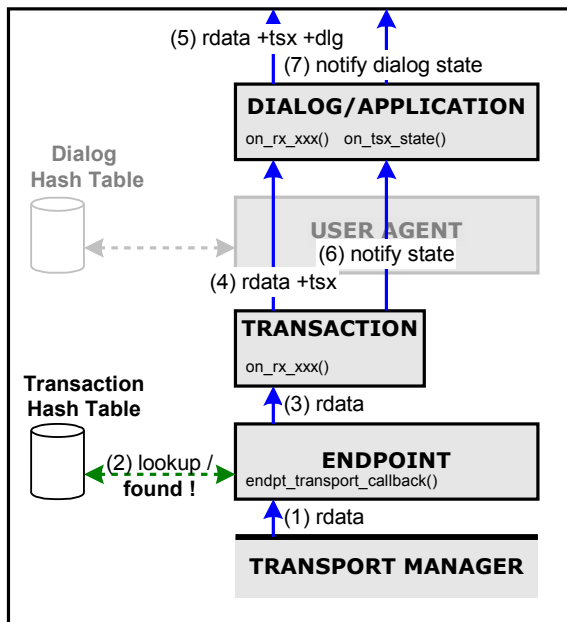 (5) rdata +tsx +dlg
(7) notify dialog state
DIALOG/APPLICATION
on_rx_xxx() on_tsx_state()
Dialog
Hash Table
USER AGENT
(6) notify state
(4) rdata +tsx
TRANSACTION
on_rx_xxx()
Transaction
Hash Table
(3) rdata
(2) lookup /
found !
ENDPOINT
endpt_transport_callback()
(1) rdata
TRANSPORT MANAGER